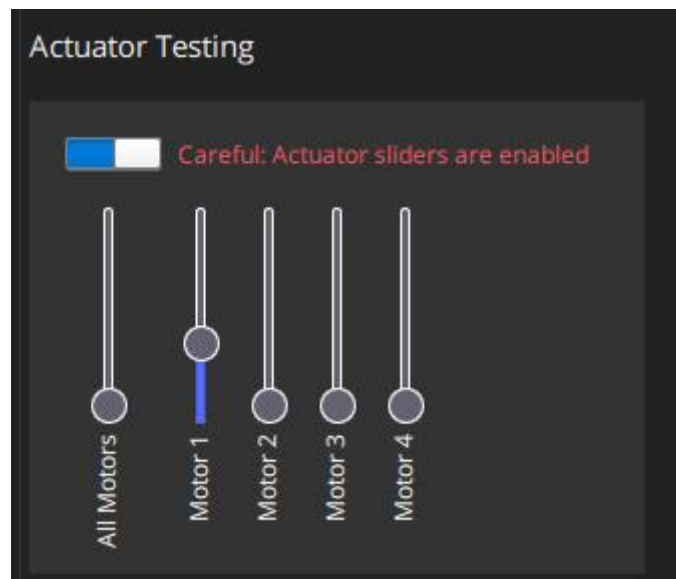 Actuator Testing
Careful: Actuator sliders are enabled
All Motors
Motor 1
Motor 2
Motor 3
Motor 4